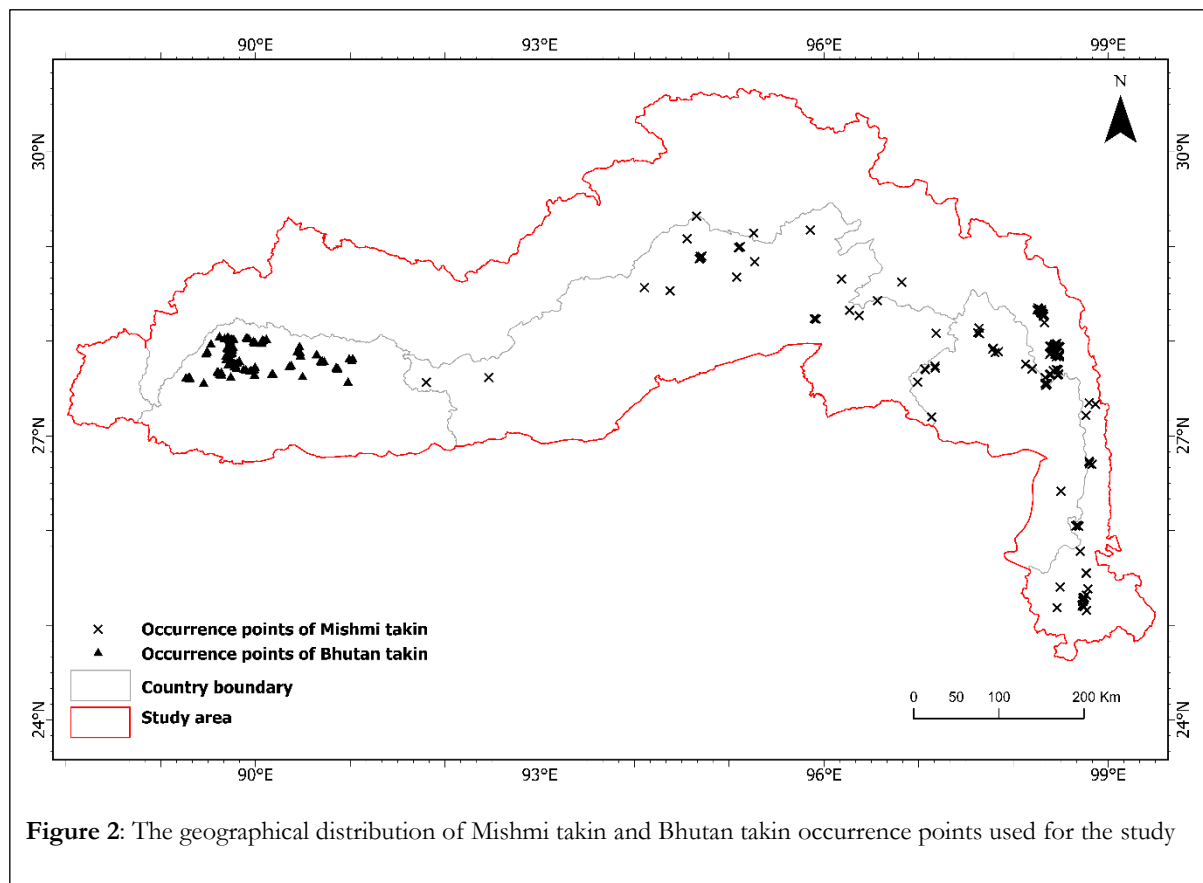 90°E 93°E 96°E 99°E
N
30°N 30°N
27°N 27°N
Occurrence points of Mishmi takin
Occurrence points of Bhutan takin
Country boundary
Study area
0 50 100 200 Km
24°N 24°N
90°E 93°E 96°E 99°E
Figure 2: The geographical distribution of Mishmi takin and Bhutan takin occurrence points used for the study